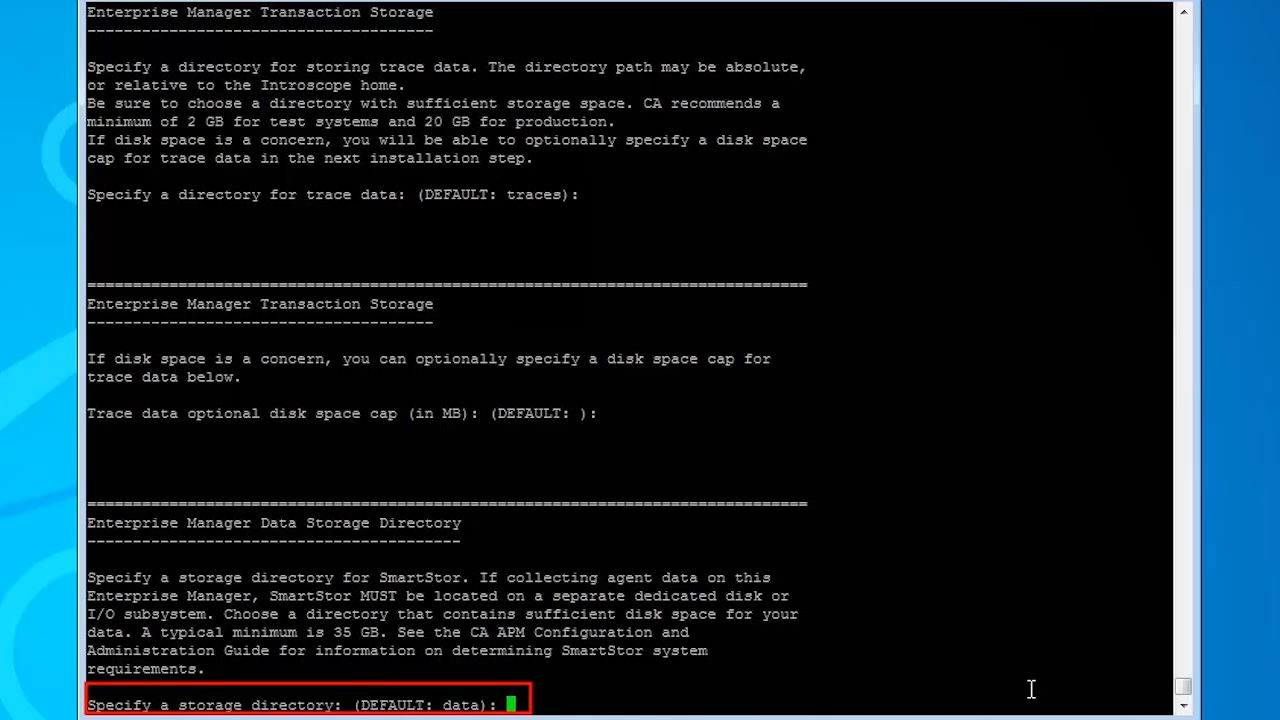 Enterprise Manager Transaction Storage
--------------------------------------
Specify a directory for storing trace data. The directory path may be absolute,
or relative to the Introscope home.
Be sure to choose a directory with sufficient storage space. CA recommends a
minimum of 2 GB for test systems and 20 GB for production.
If disk space is a concern, you will be able to optionally specify a disk space
cap for trace data in the next installation step.
Specify a directory for trace data: (DEFAULT: traces):
===============================================================================
Enterprise Manager Transaction Storage
--------------------------------------
If disk space is a concern, you can optionally specify a disk space cap for
trace data below.
Trace data optional disk space cap (in MB): (DEFAULT: ):
===============================================================================
Enterprise Manager Data Storage Directory
-----------------------------------------
Specify a storage directory for SmartStor. If collecting agent data on this
Enterprise Manager, SmartStor MUST be located on a separate dedicated disk or
I/O subsystem. Choose a directory that contains sufficient disk space for your
data. A typical minimum is 35 GB. See the CA APM Configuration and
Administration Guide for information on determining SmartStor system
requirements.
Specify a storage directory: (DEFAULT: data):